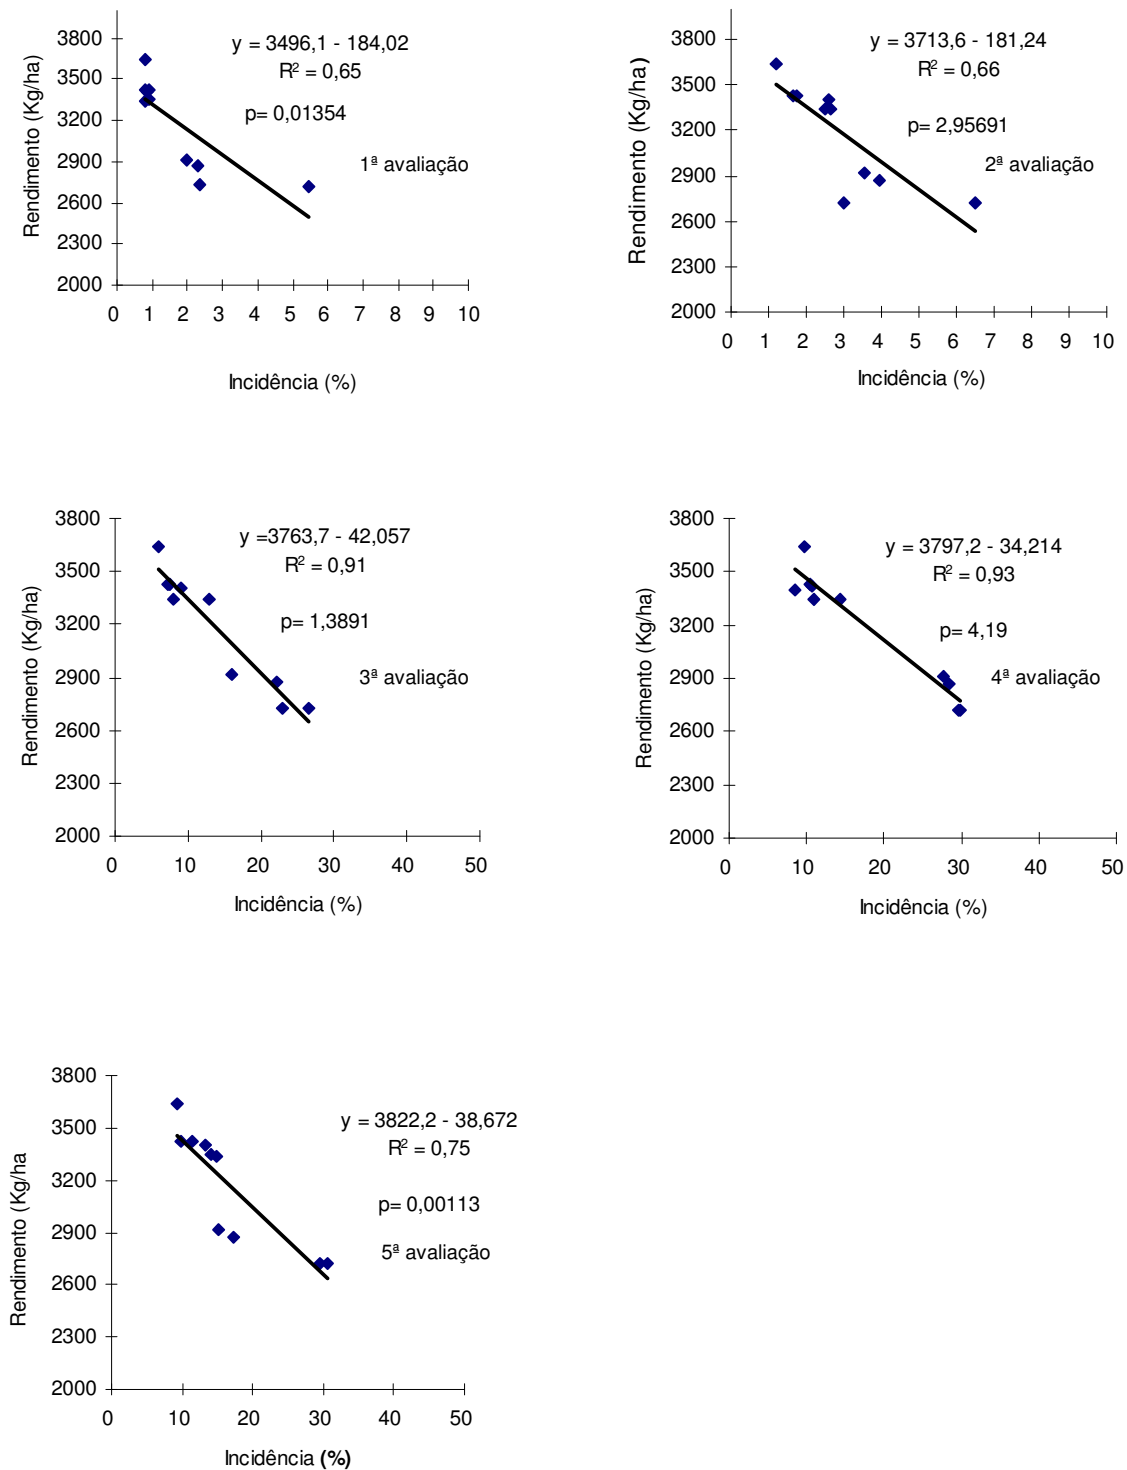 y = 3496,1 - 184,02
R² = 0,65
p= 0,01354
1ª avaliação
Rendimento (Kg/ha)
3800
3500
3200
2900
2600
2300
2000
0 1 2 3 4 5 6 7 8 9 10
Incidência (%)
y = 3713,6 - 181,24
R² = 0,66
p= 2,95691
2ª avaliação
Rendimento (Kg/ha)
3800
3500
3200
2900
2600
2300
2000
0 1 2 3 4 5 6 7 8 9 10
Incidência (%)
y =3763,7 - 42,057
R² = 0,91
p= 1,3891
3ª avaliação
Rendimento (Kg/ha)
3800
3500
3200
2900
2600
2300
2000
0 10 20 30 40 50
Incidência (%)
y = 3797,2 - 34,214
R² = 0,93
p= 4,19
4ª avaliação
Rendimento (Kg/ha)
3800
3500
3200
2900
2600
2300
2000
0 10 20 30 40 50
Incidência (%)
y = 3822,2 - 38,672
R² = 0,75
p= 0,00113
5ª avaliação
Rendimento (Kg/ha
3800
3500
3200
2900
2600
2300
2000
0 10 20 30 40 50
Incidência (%)